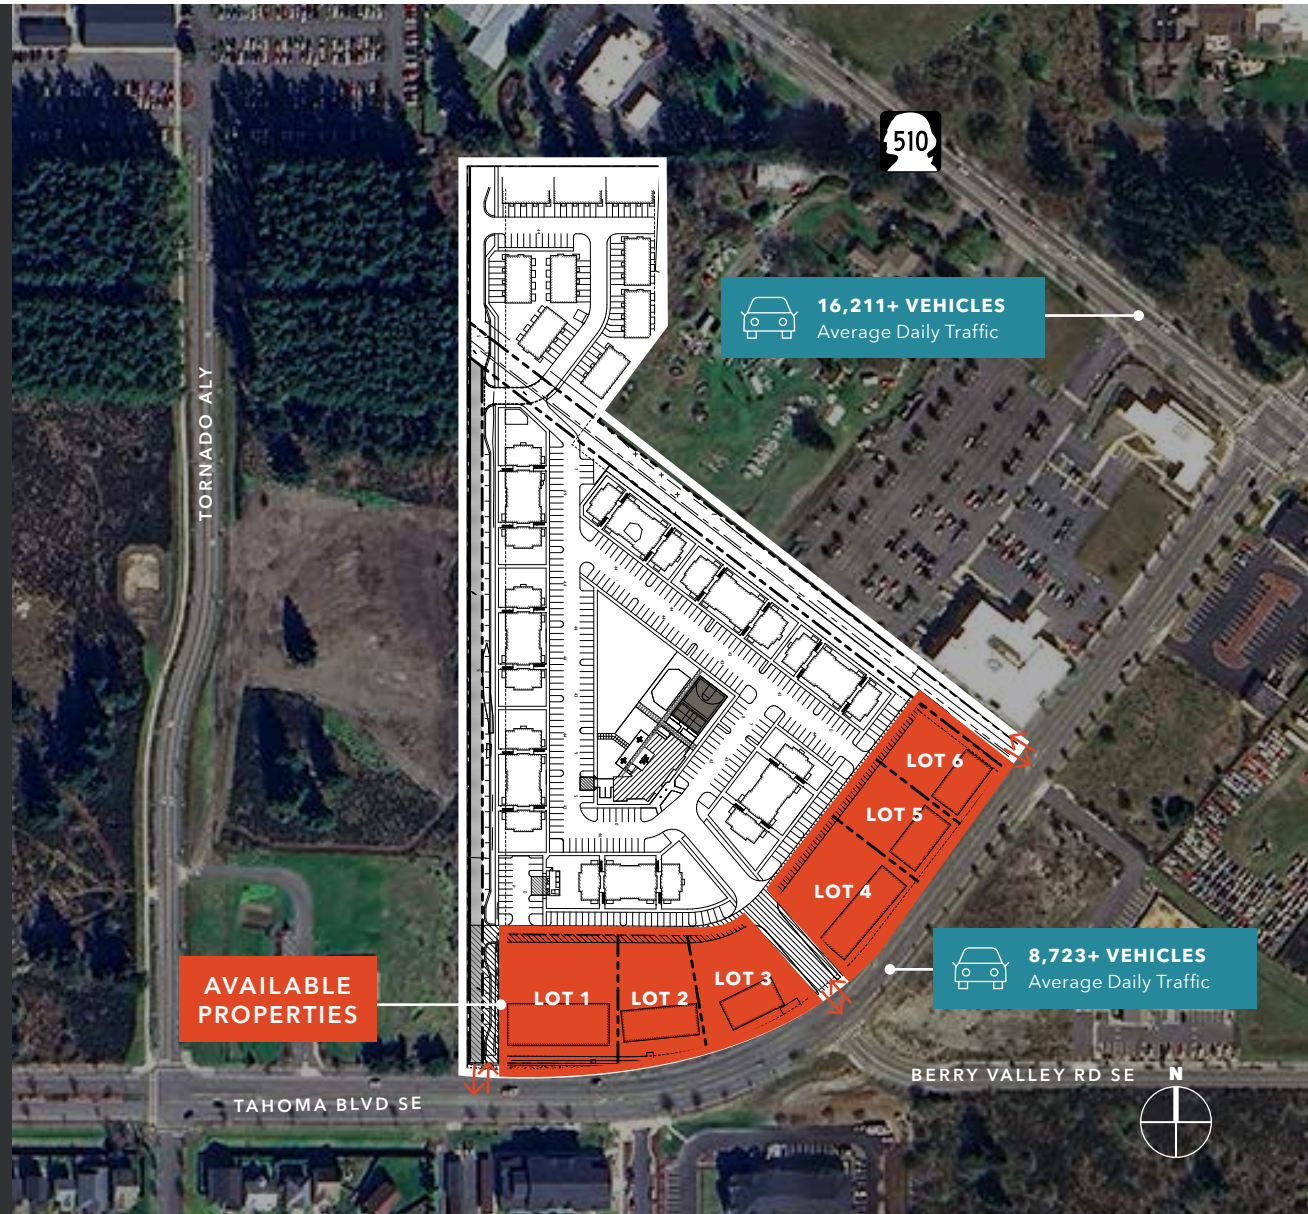 510
16,211+ VEHICLES
Average Daily Traffic
TORNADO ALY
LOT 6
LOT 5
LOT 4
8,723+ VEHICLES
Average Daily Traffic
AVAILABLE
PROPERTIES
LOT 1
LOT 2
LOT 3
BERRY VALLEY RD SE
N
TAHOMA BLVD SE